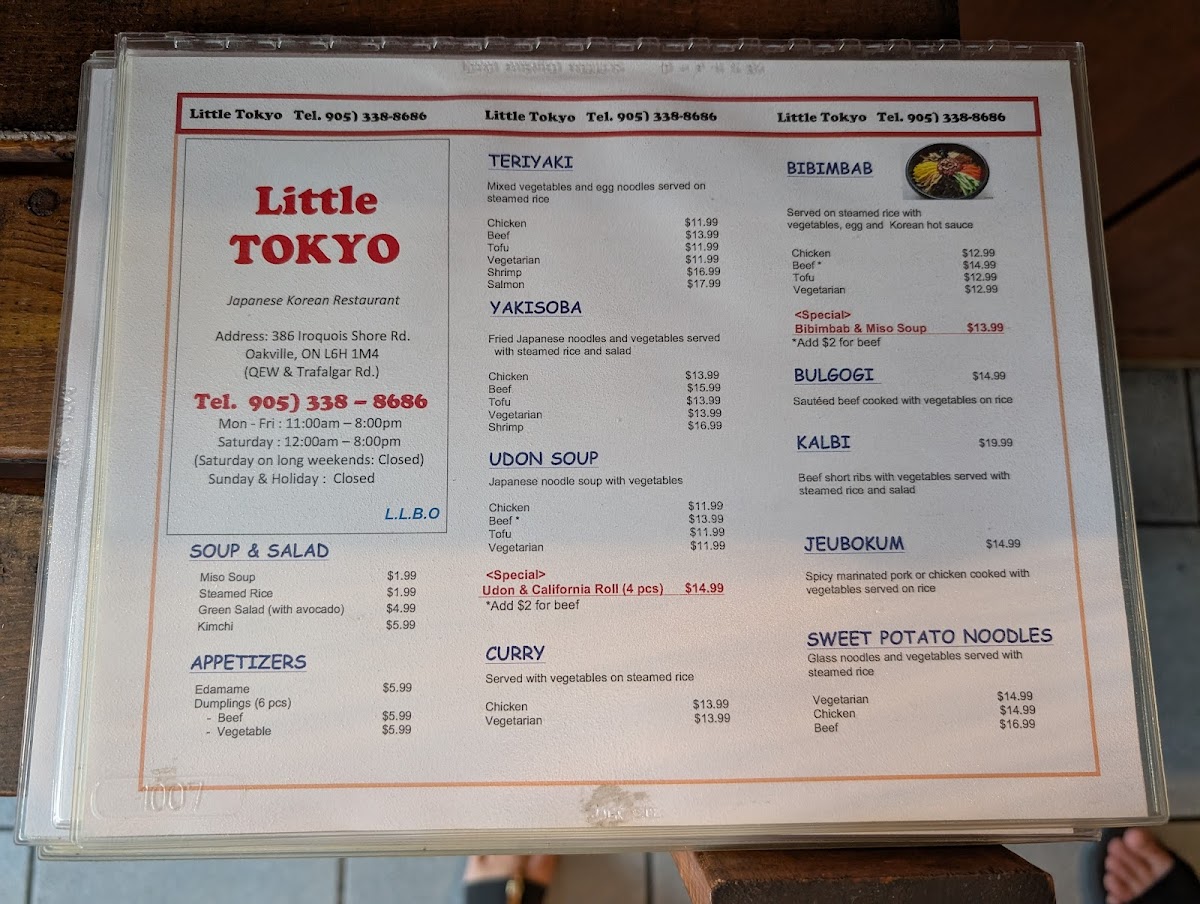 Little Tokyo Tel. 905) 338-8686
Little Tokyo Tel. 905) 338-8686
Little Tokyo Tel. 905) 338-8686
Little
TOKYO
Japanese Korean Restaurant
Address: 386 Iroquois Shore Rd.
Oakville, ON L6H 1M4
(QEW & Trafalgar Rd.)
Tel. 905) 338 – 8686
Mon - Fri : 11:00am – 8:00pm
Saturday : 12:00am – 8:00pm
(Saturday on long weekends: Closed)
Sunday & Holiday : Closed
L.L.B.O
SOUP & SALAD
Miso Soup $1.99
Steamed Rice $1.99
Green Salad (with avocado) $4.99
Kimchi $5.99
APPETIZERS
Edamame $5.99
Dumplings (6 pcs)
- Beef $5.99
- Vegetable $5.99
TERIYAKI
Mixed vegetables and egg noodles served on
steamed rice
Chicken $11.99
Beef $13.99
Tofu $11.99
Vegetarian $11.99
Shrimp $16.99
Salmon $17.99
YAKISOBA
Fried Japanese noodles and vegetables served
with steamed rice and salad
Chicken $13.99
Beef $15.99
Tofu $13.99
Vegetarian $13.99
Shrimp $16.99
UDON SOUP
Japanese noodle soup with vegetables
Chicken $11.99
Beef * $13.99
Tofu $11.99
Vegetarian $11.99
<Special>
Udon & California Roll (4 pcs) $14.99
*Add $2 for beef
CURRY
Served with vegetables on steamed rice
Chicken $13.99
Vegetarian $13.99
BIBIMBAB
Served on steamed rice with
vegetables, egg and Korean hot sauce
Chicken $12.99
Beef * $14.99
Tofu $12.99
Vegetarian $12.99
<Special>
Bibimbab & Miso Soup $13.99
*Add $2 for beef
BULGOGI $14.99
Sautéed beef cooked with vegetables on rice
KALBI $19.99
Beef short ribs with vegetables served with
steamed rice and salad
JEUBOKUM $14.99
Spicy marinated pork or chicken cooked with
vegetables served on rice
SWEET POTATO NOODLES
Glass noodles and vegetables served with
steamed rice
Vegetarian $14.99
Chicken $14.99
Beef $16.99
1007